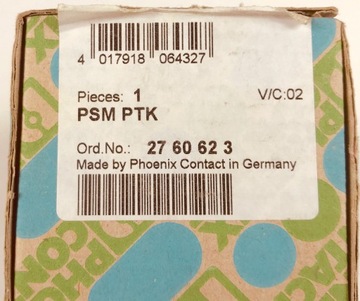 4 017918 064327
Pieces: 1 V/C:02
PSM PTK
Ord.No.: 27 60 62 3
Made by Phoenix Contact in Germany